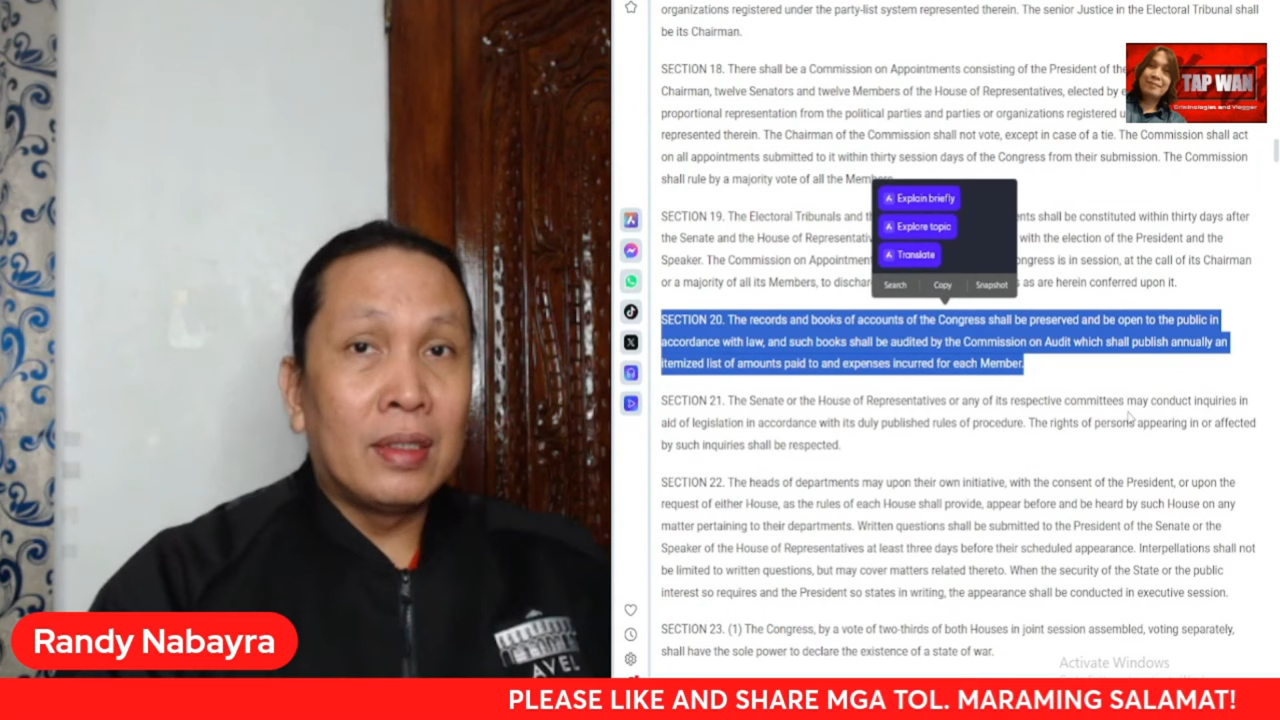 organizations registered under the party-list system represented therein. The senior Justice in the Electoral Tribunal shall
be its Chairman.
SECTION 18. There shall be a Commission on Appointments consisting of the President of the
Chairman, twelve Senators and twelve Members of the House of Representatives, elected by
proportional representation from the political parties and parties or organizations registered
represented therein. The Chairman of the Commission shall not vote, except in case of a tie. The Commission shall act
on all appointments submitted to it within thirty session days of the Congress from their submission. The Commission
shall rule by a majority vote of all the Members.
TAP WAN
Criminologist and Vlogger
Explain briefly
Explore topic
Translate
Search
Copy
Snapshot
SECTION 19. The Electoral Tribunals and shall be constituted within thirty days after
the Senate and the House of with the election of the President and the
Speaker. The Commission on is in session, at the call of its Chairman
or a majority of all its Members, to as are herein conferred upon it.
SECTION 20. The records and books of accounts of the Congress shall be preserved and be open to the public in
accordance with law, and such books shall be audited by the Commission on Audit which shall publish annually an
itemized list of amounts paid to and expenses incurred for each Member.
SECTION 21. The Senate or the House of Representatives or any of its respective committees may conduct inquiries in
aid of legislation in accordance with its duly published rules of procedure. The rights of persons appearing in or affected
by such inquiries shall be respected.
SECTION 22. The heads of departments may upon their own initiative, with the consent of the President, or upon the
request of either House, as the rules of each House shall provide, appear before and be heard by such House on any
matter pertaining to their departments. Written questions shall be submitted to the President of the Senate or the
Speaker of the House of Representatives at least three days before their scheduled appearance. Interpellations shall not
be limited to written questions, but may cover matters related thereto. When the security of the State or the public
interest so requires and the President so states in writing, the appearance shall be conducted in executive session.
SECTION 23. (1) The Congress, by a vote of two-thirds of both Houses in joint session assembled, voting separately,
shall have the sole power to declare the existence of a state of war.
Activate Windows
AVEL
Randy Nabayra
PLEASE LIKE AND SHARE MGA TOL. MARAMING SALAMAT!